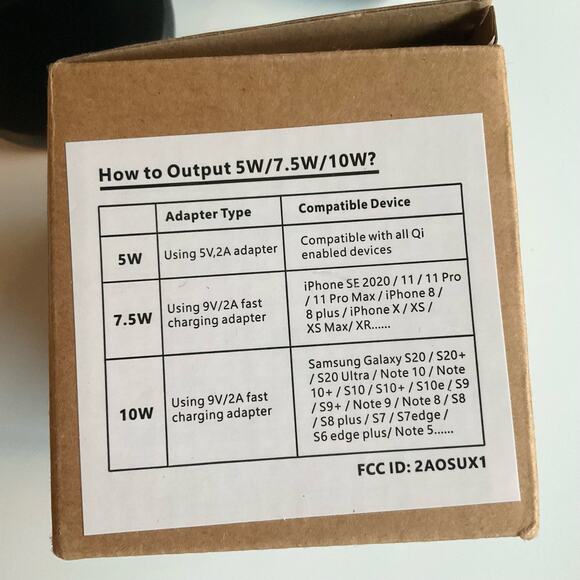 How to Output 5W/7.5W/10W?
Adapter Type
Compatible Device
5W
Using 5V,2A adapter
Compatible with all Qi
enabled devices
7.5W
Using 9V/2A fast
charging adapter
iPhone SE 2020 / 11 / 11 Pro
/ 11 Pro Max / iPhone 8 /
8 plus / iPhone X / XS /
XS Max/ XR......
10W
Using 9V/2A fast
charging adapter
Samsung Galaxy S20 / S20+
/ S20 Ultra / Note 10 / Note
10+ / S10 / S10+ / S10e / S9
/ S9+ / Note 9 / Note 8 / S8
/ S8 plus / S7 / S7edge /
S6 edge plus/ Note 5......
FCC ID: 2AOSUX1